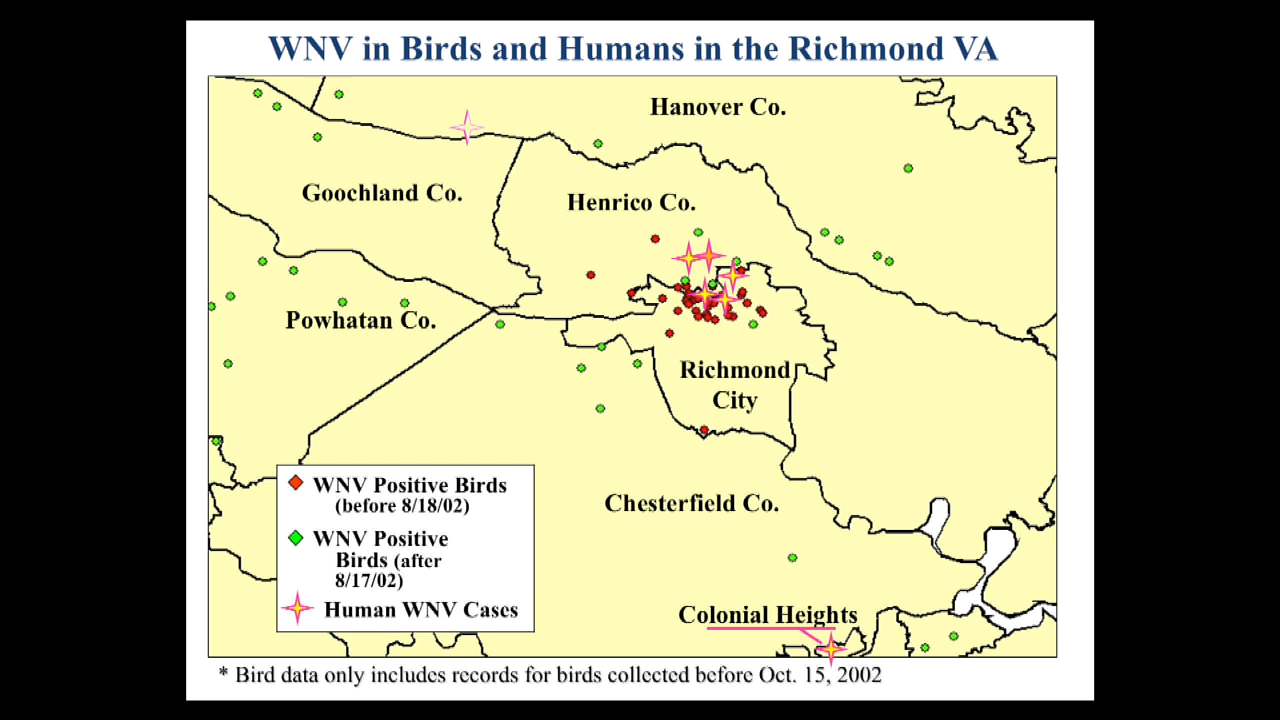 WNV in Birds and Humans in the Richmond VA
Hanover Co.
Goochland Co.
Henrico Co.
Powhatan Co.
Richmond
City
Chesterfield Co.
WNV Positive Birds
(before 8/18/02)
WNV Positive
Birds (after
8/17/02)
Human WNV Cases
Colonial Heights
* Bird data only includes records for birds collected before Oct. 15, 2002